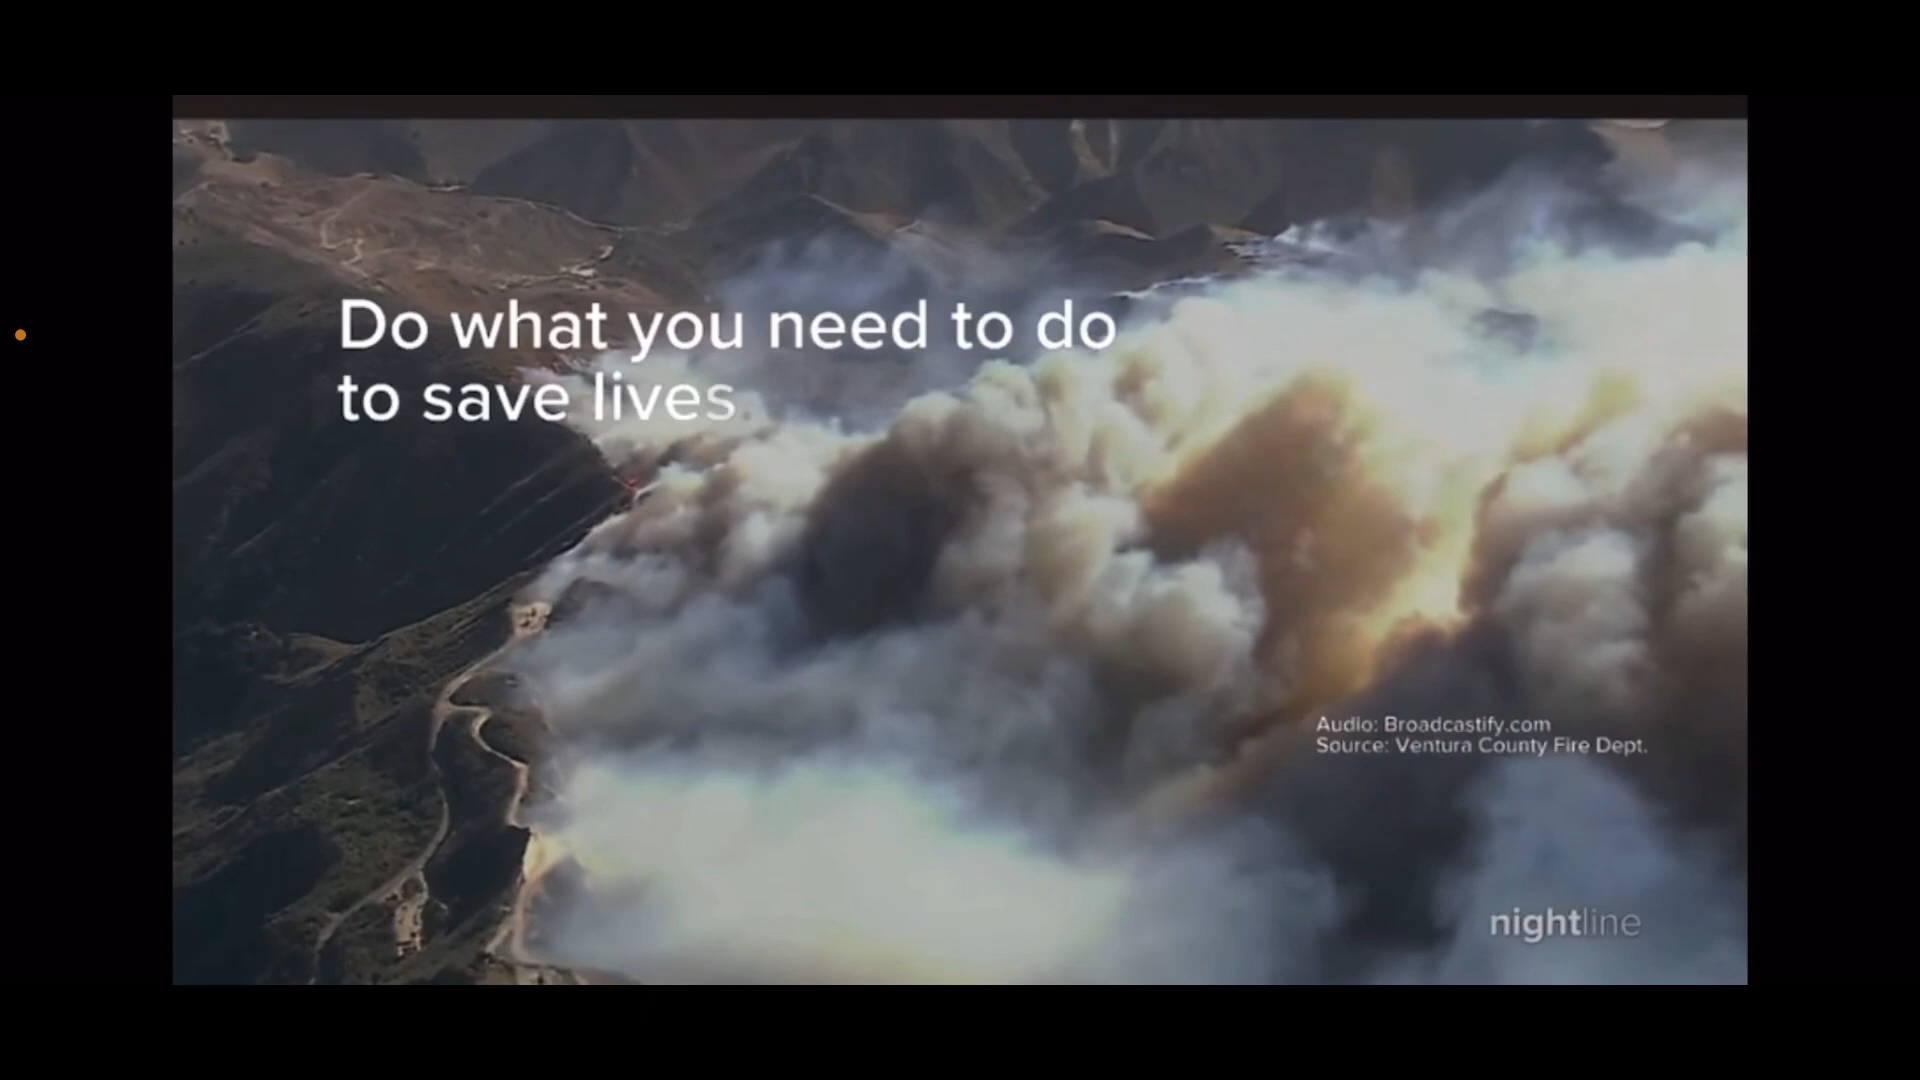 Do what you need to do
to save lives
Audio: Broadcastify.com
Source: Ventura County Fire Dept.
nightline